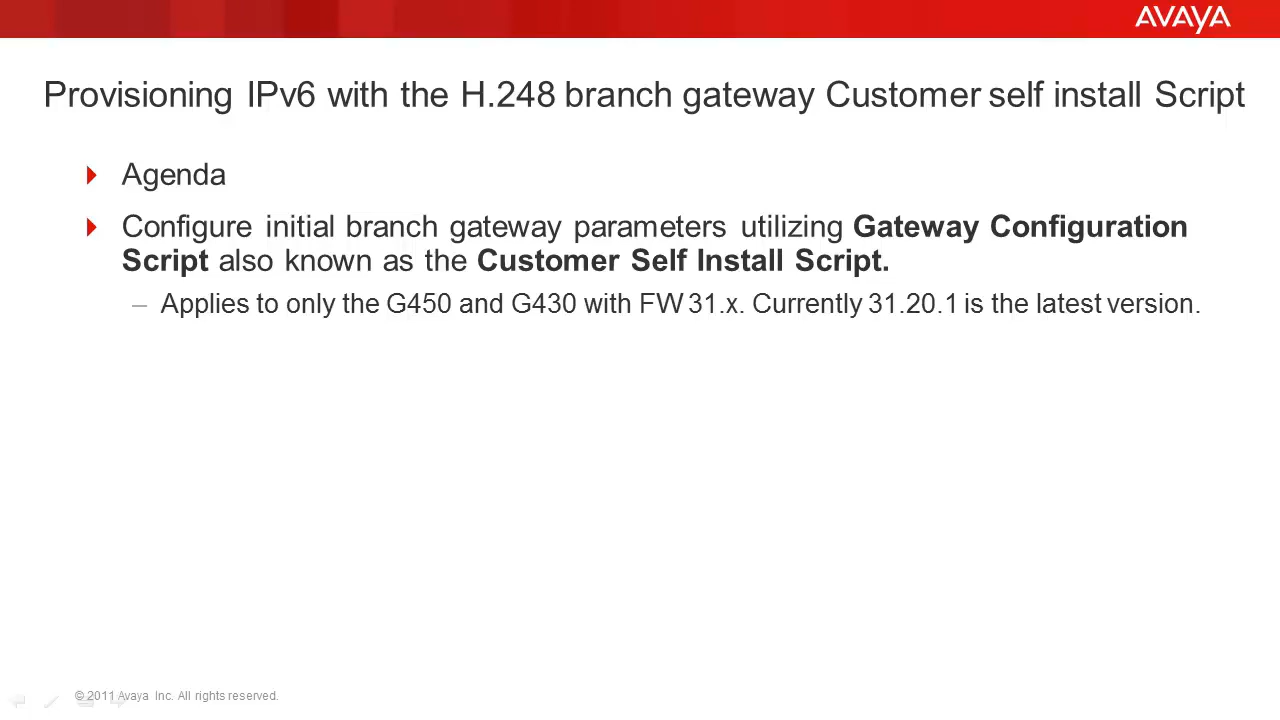 AVAYA
Provisioning IPv6 with the H.248 branch gateway Customer self install Script
Agenda
Configure initial branch gateway parameters utilizing Gateway Configuration
Script also known as the Customer Self Install Script.
– Applies to only the G450 and G430 with FW 31.x. Currently 31.20.1 is the latest version.
© 2011 Avaya Inc. All rights reserved.